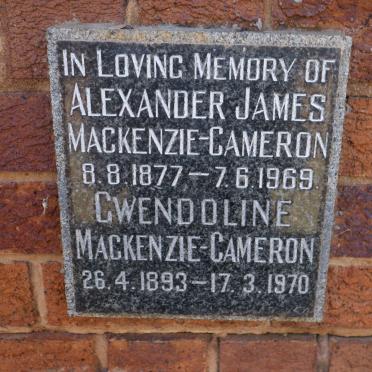 IN LOVING MEMORY OF
ALEXANDER JAMES
MACKENZIE-CAMERON
8.8.1877-7.6.1969.
GWENDOLINE
MACKENZIE-CAMERON
26.4.1893-17.3.1970